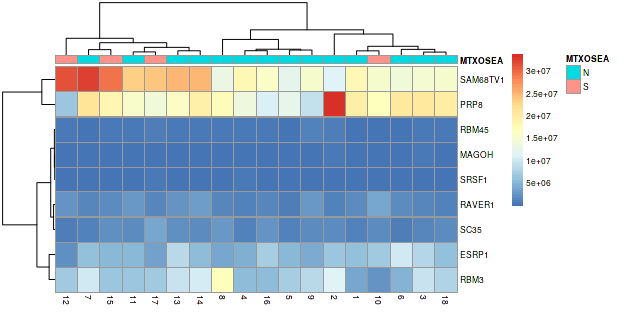 MTXOSEA
SAM68TV1
PRP8
RBM45
MAGOH
SRSF1
RAVER1
SC35
ESRP1
RBM3
12 7 15 11 17 13 14 8 4 16 5 9 2 1 10 6 3 18
3e+07
2.5e+07
2e+07
1.5e+07
1e+07
5e+06
MTXOSEA
N
S